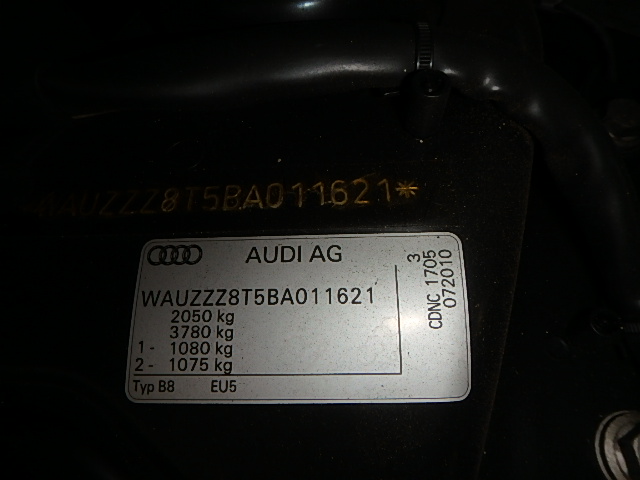 WAUZZZ8T5BA011621*
AUDI AG
WAUZZZ8T5BA011621
2050 kg
3780 kg
1- 1080 kg
2- 1075 kg
Typ B8 EU5
3
CDNC 1705
072010